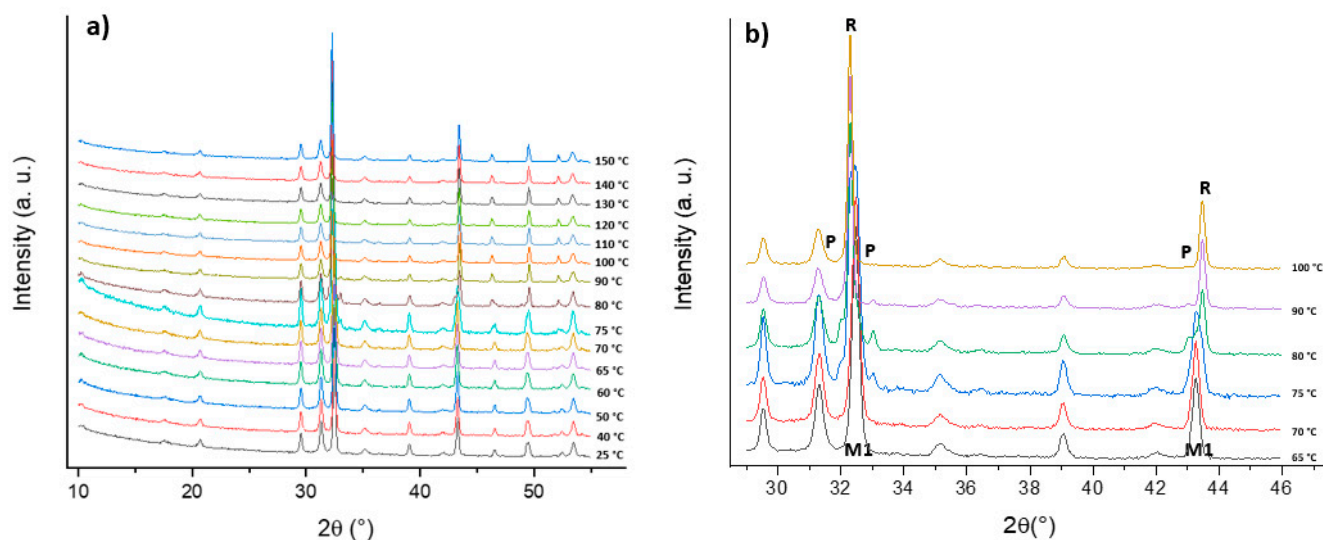 a)
Intensity (a. u.)
150 °C
140 °C
130 °C
120 °C
110 °C
100 °C
90 °C
80 °C
75 °C
70 °C
65 °C
60 °C
50 °C
40 °C
25 °C
10 20 30 40 50
2θ (°)
b)
Intensity (a. u.)
R
R
P
P
P
100 °C
90 °C
80 °C
75 °C
70 °C
65 °C
M1
M1
30 32 34 36 38 40 42 44 46
2θ(°)